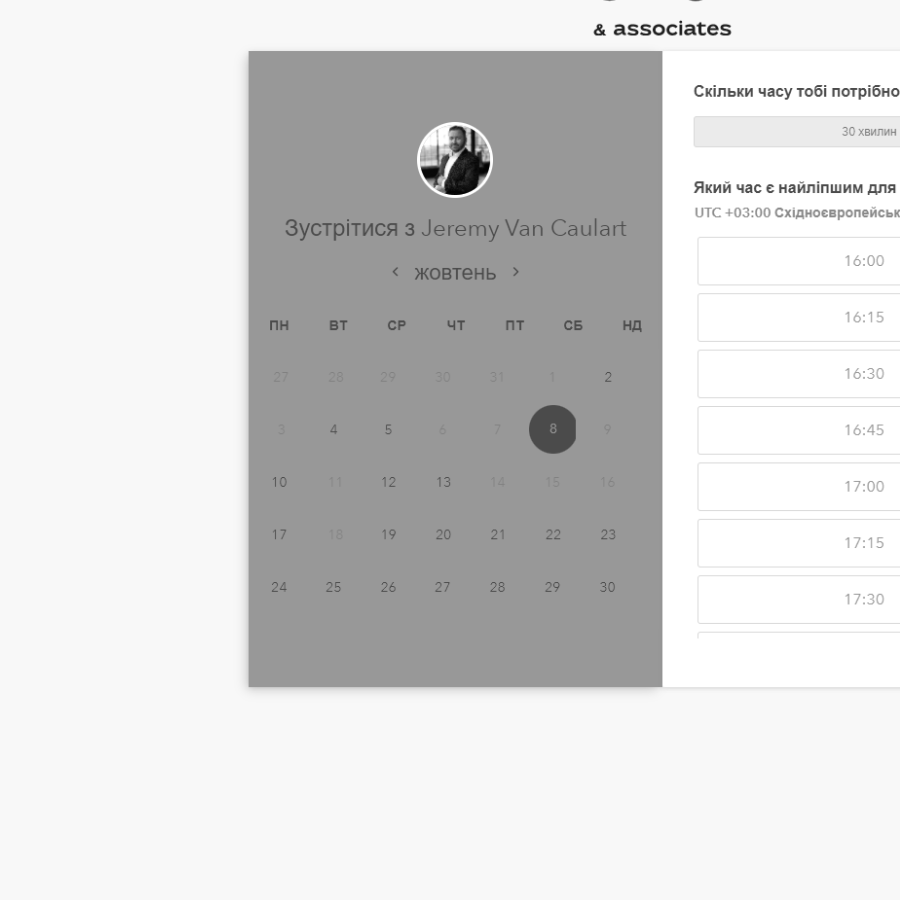 & associates
Скільки часу тобі потрібно
30 хвилин
Зустрітися з Jeremy Van Caulart
жовтень
ПН ВТ СР ЧТ ПТ СБ НД
27 28 29 30 31 1 2
3 4 5 6 7 8 9
10 11 12 13 14 15 16
17 18 19 20 21 22 23
24 25 26 27 28 29 30
Який час є найліпшим для
UTC +03:00
16:00
16:15
16:30
16:45
17:00
17:15
17:30